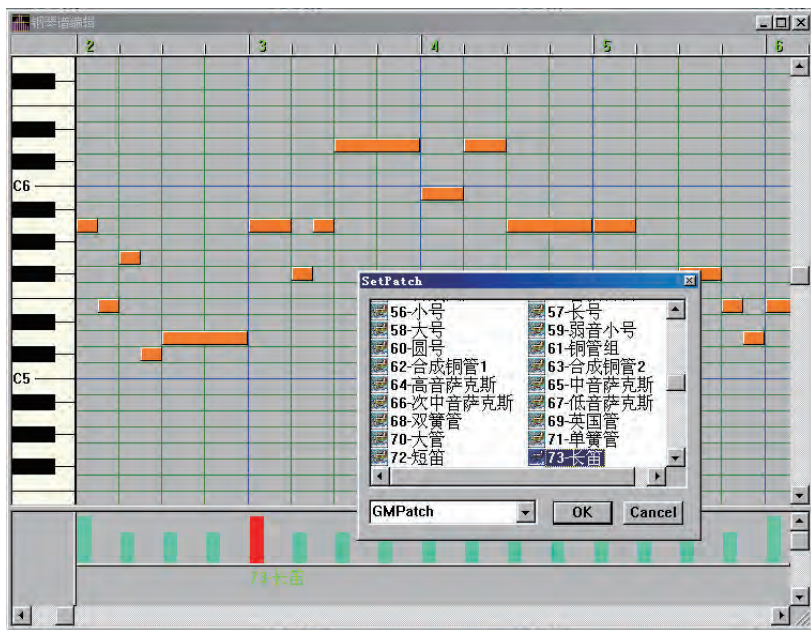 钢琴谱编辑
2 3 4 5 6
C6
SetPatch
56-小号 57-长号
58-大号 59-弱音小号
60-圆号 61-铜管组
62-合成铜管1 63-合成铜管2
64-高音萨克斯 65-中音萨克斯
66-次中音萨克斯 67-低音萨克斯
68-双簧管 69-英国管
70-大管 71-单簧管
72-短笛 73-长笛
C5
GMPatch OK Cancel
73-长笛